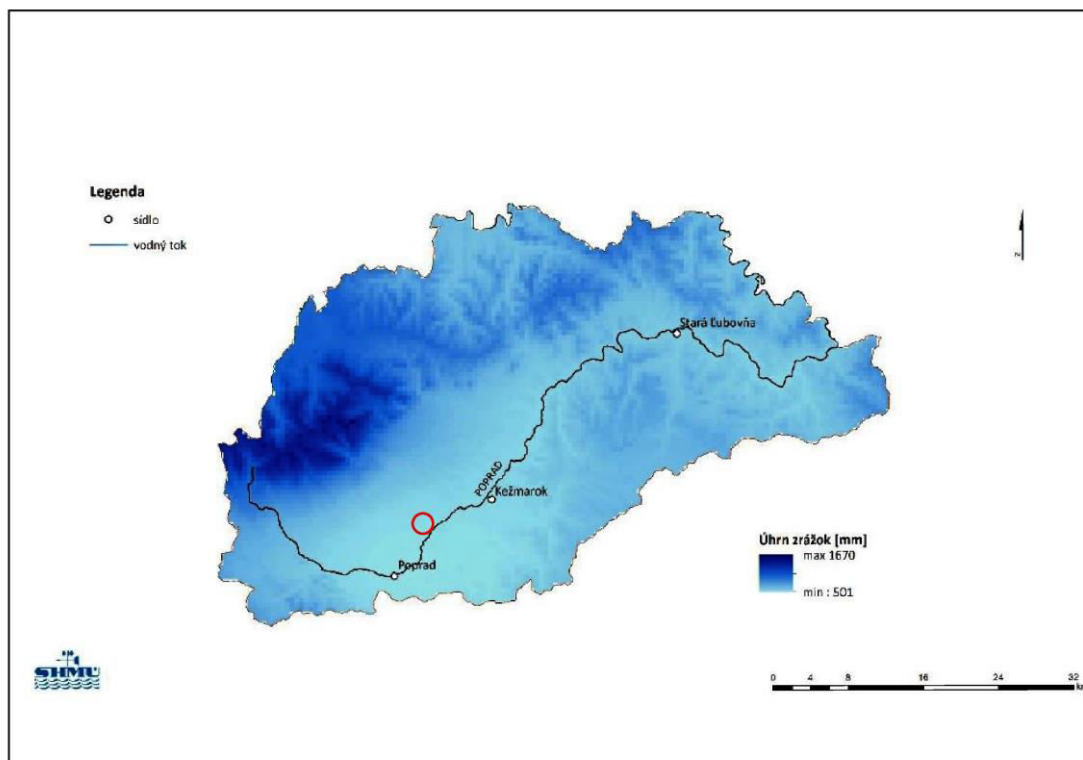 Legenda
sídlo
vodný tok
N
Stará Ľubovňa
POPRAD
Kežmarok
Poprad
Úhrn zrážok [mm]
max 1670
min : 501
SHMÚ
0 4 8 16 24 32